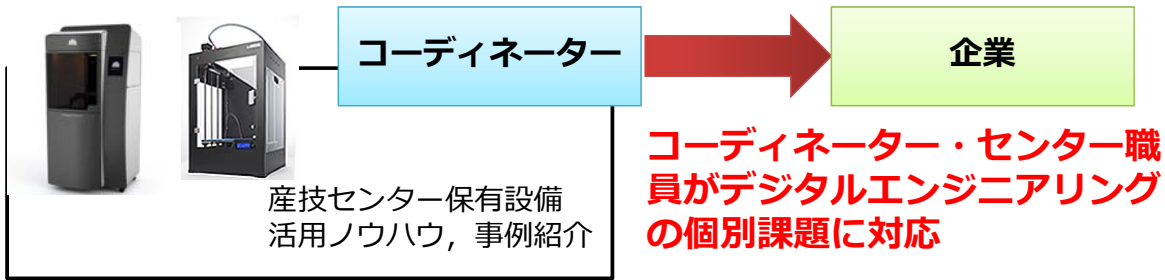 コーディネーター
企業
産技センター保有設備
活用ノウハウ，事例紹介
コーディネーター・センター職
員がデジタルエンジニアリング
の個別課題に対応